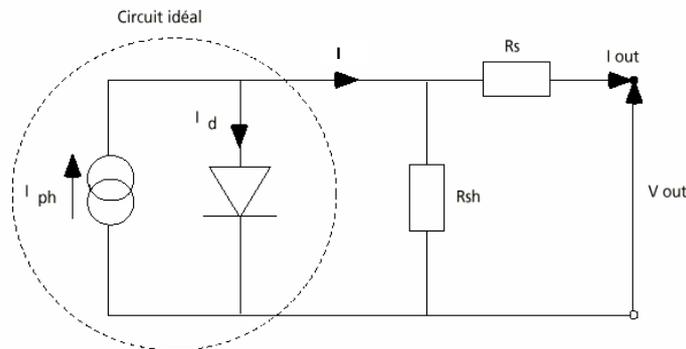 Circuit idéal
I
Rs
I out
I d
I ph
Rsh
V out